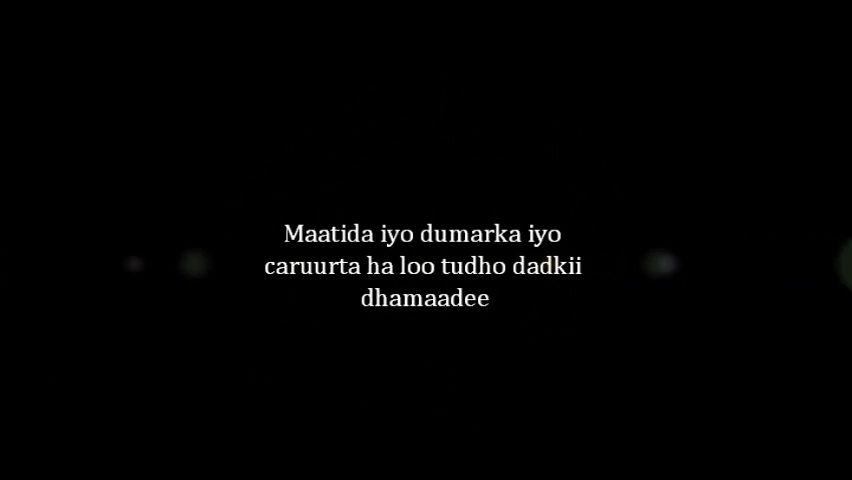 Maatida iyo dumarka iyo
caruurta ha loo tudho dadkii
dhamaadee